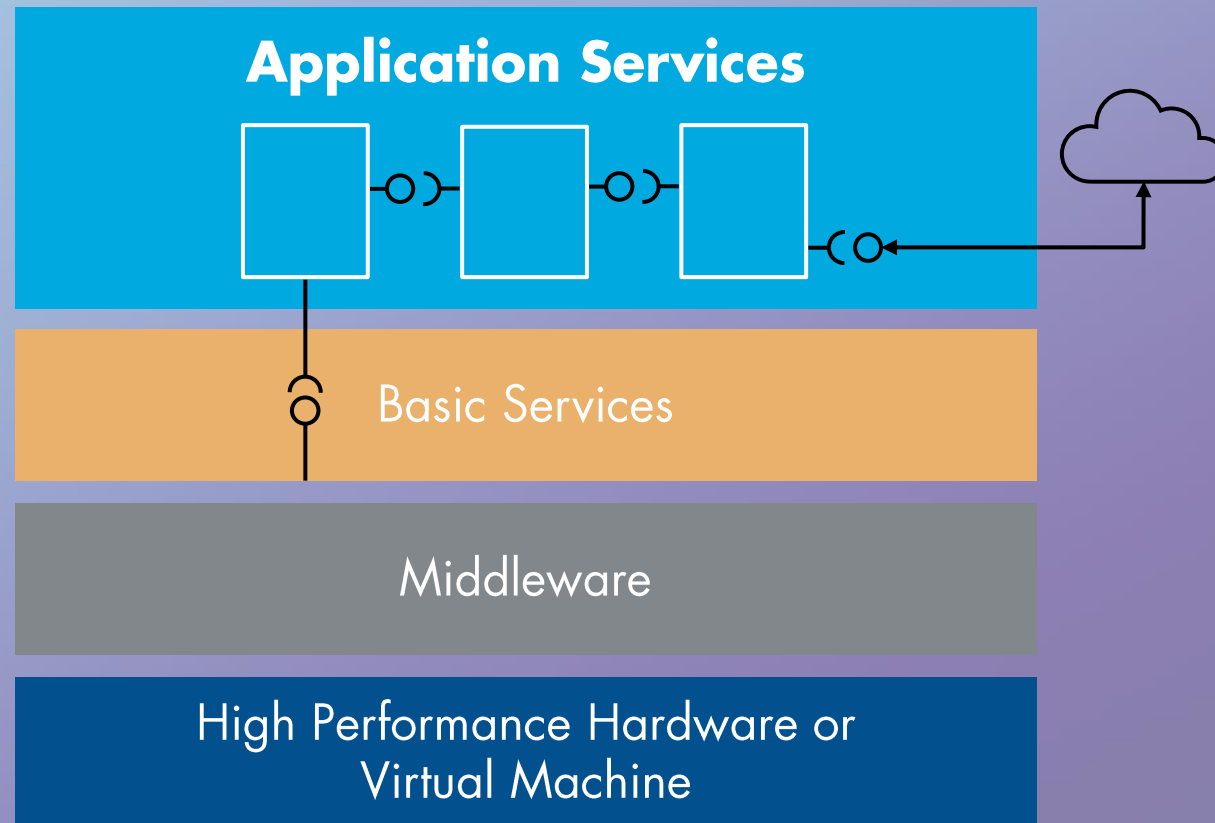 Application Services
Basic Services
Middleware
High Performance Hardware or
Virtual Machine